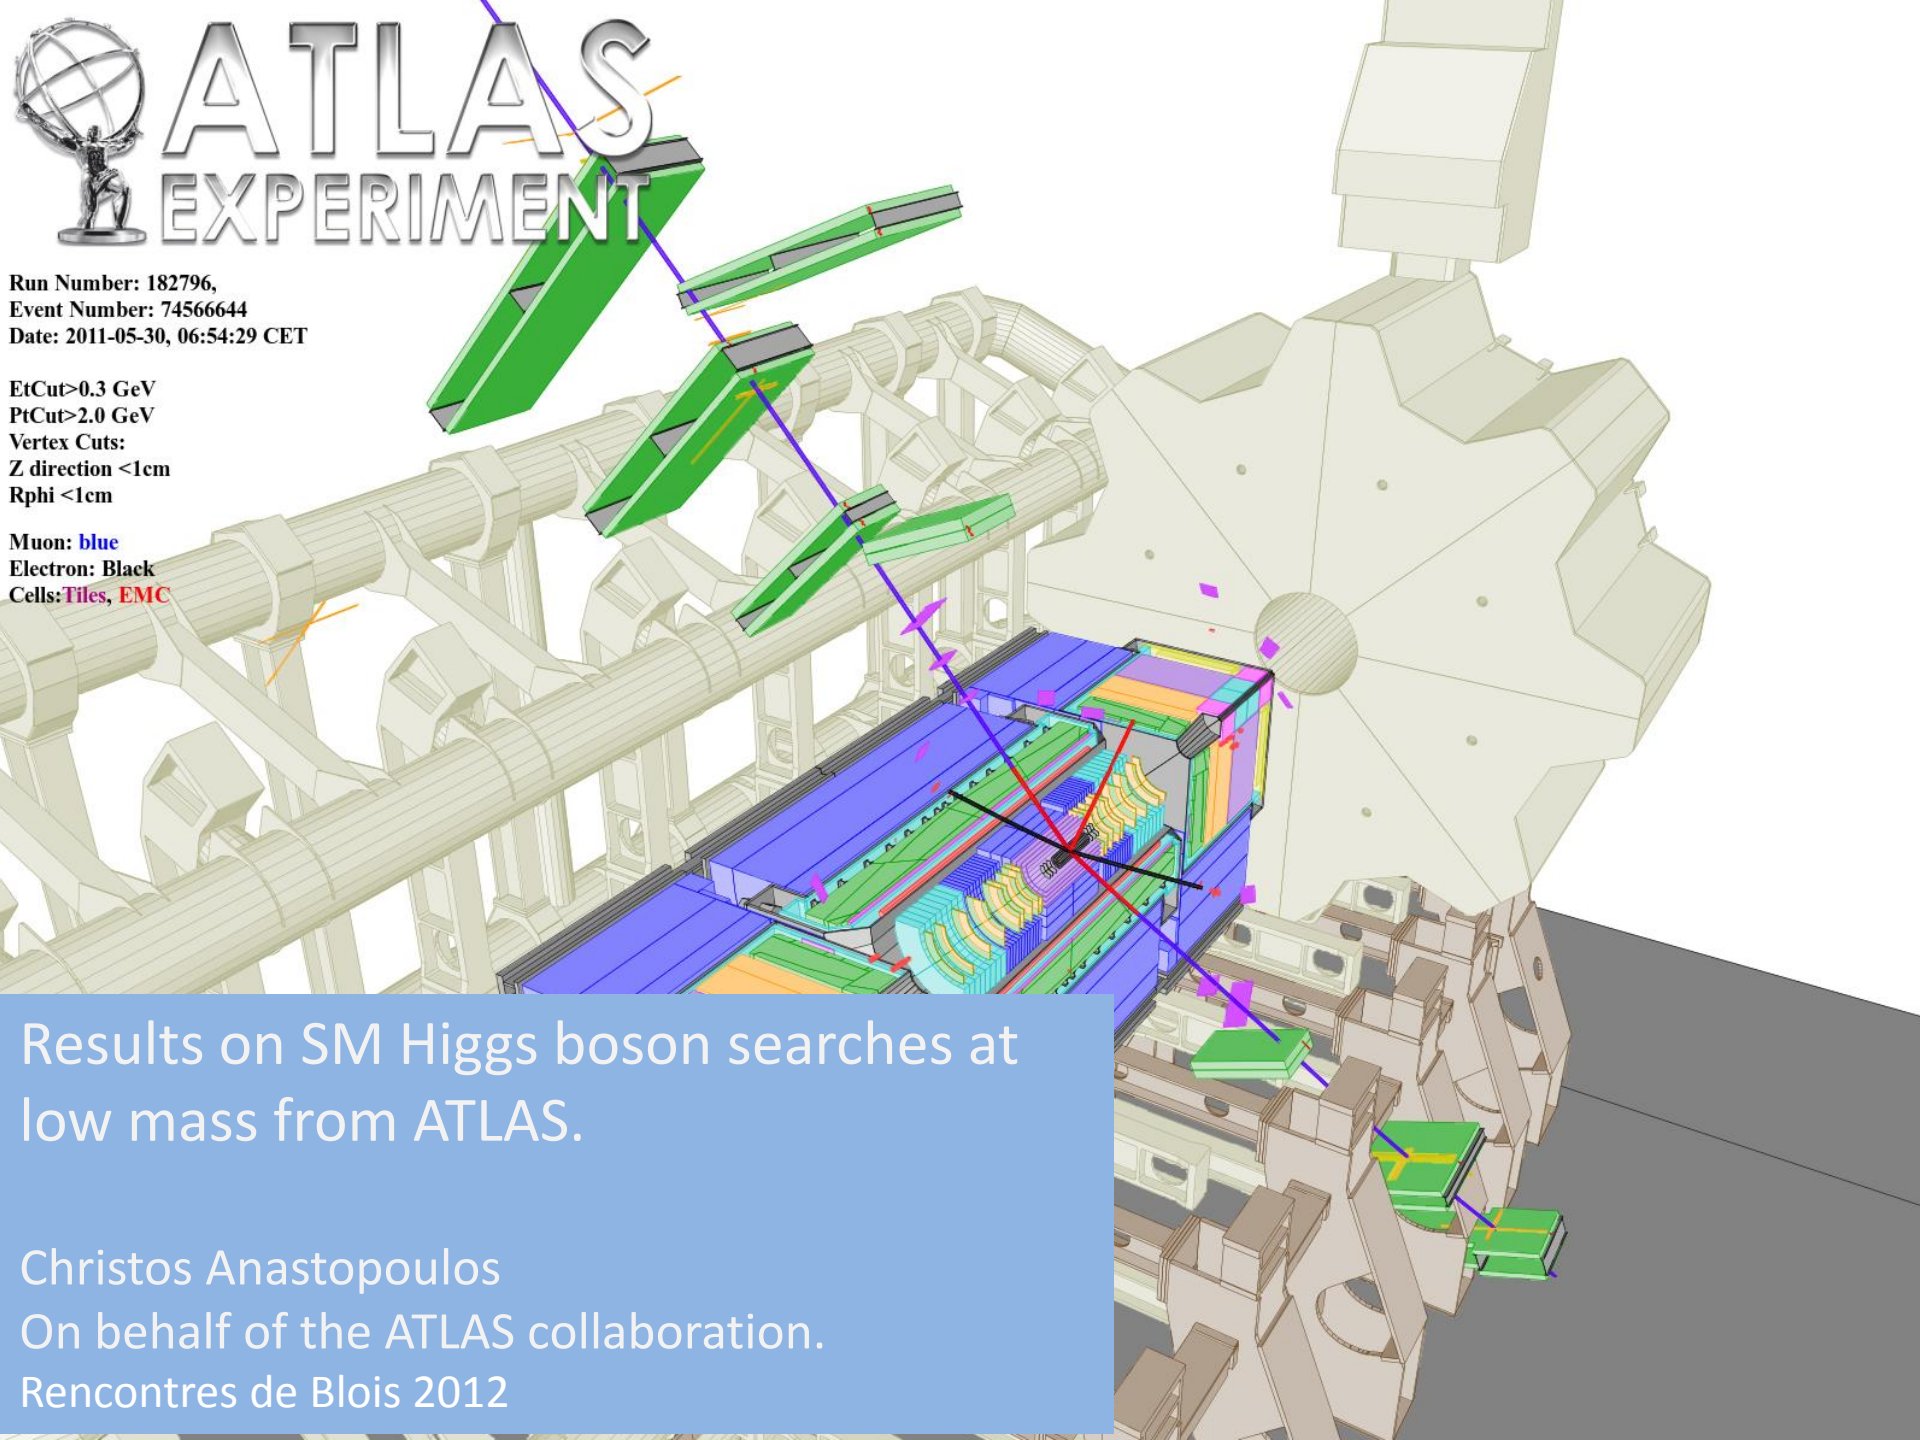 ATLAS
EXPERIMENT
Run Number: 182796,
Event Number: 74566644
Date: 2011-05-30, 06:54:29 CET
EtCut>0.3 GeV
PtCut>2.0 GeV
Vertex Cuts:
Z direction <1cm
Rphi <1cm
Muon: blue
Electron: Black
Cells:Tiles, EMC
Results on SM Higgs boson searches at
low mass from ATLAS.
Christos Anastopoulos
On behalf of the ATLAS collaboration.
Rencontres de Blois 2012